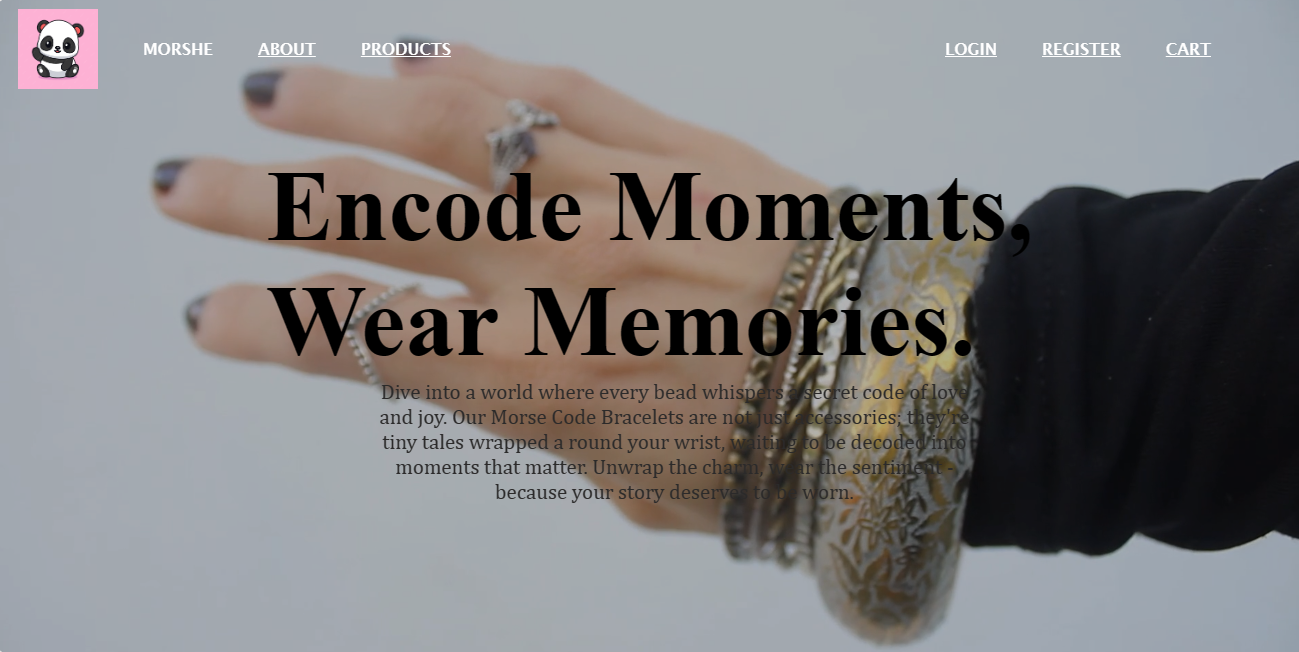 MORSHE ABOUT PRODUCTS LOGIN REGISTER CART
Encode Moments,
Wear Memories.
Dive into a world where every bead whispers a secret code of love
and joy. Our Morse Code Bracelets are not just accessories; they're
tiny tales wrapped a round your wrist, waiting to be decoded into
moments that matter. Unwrap the charm, wear the sentiment -
because your story deserves to be worn.